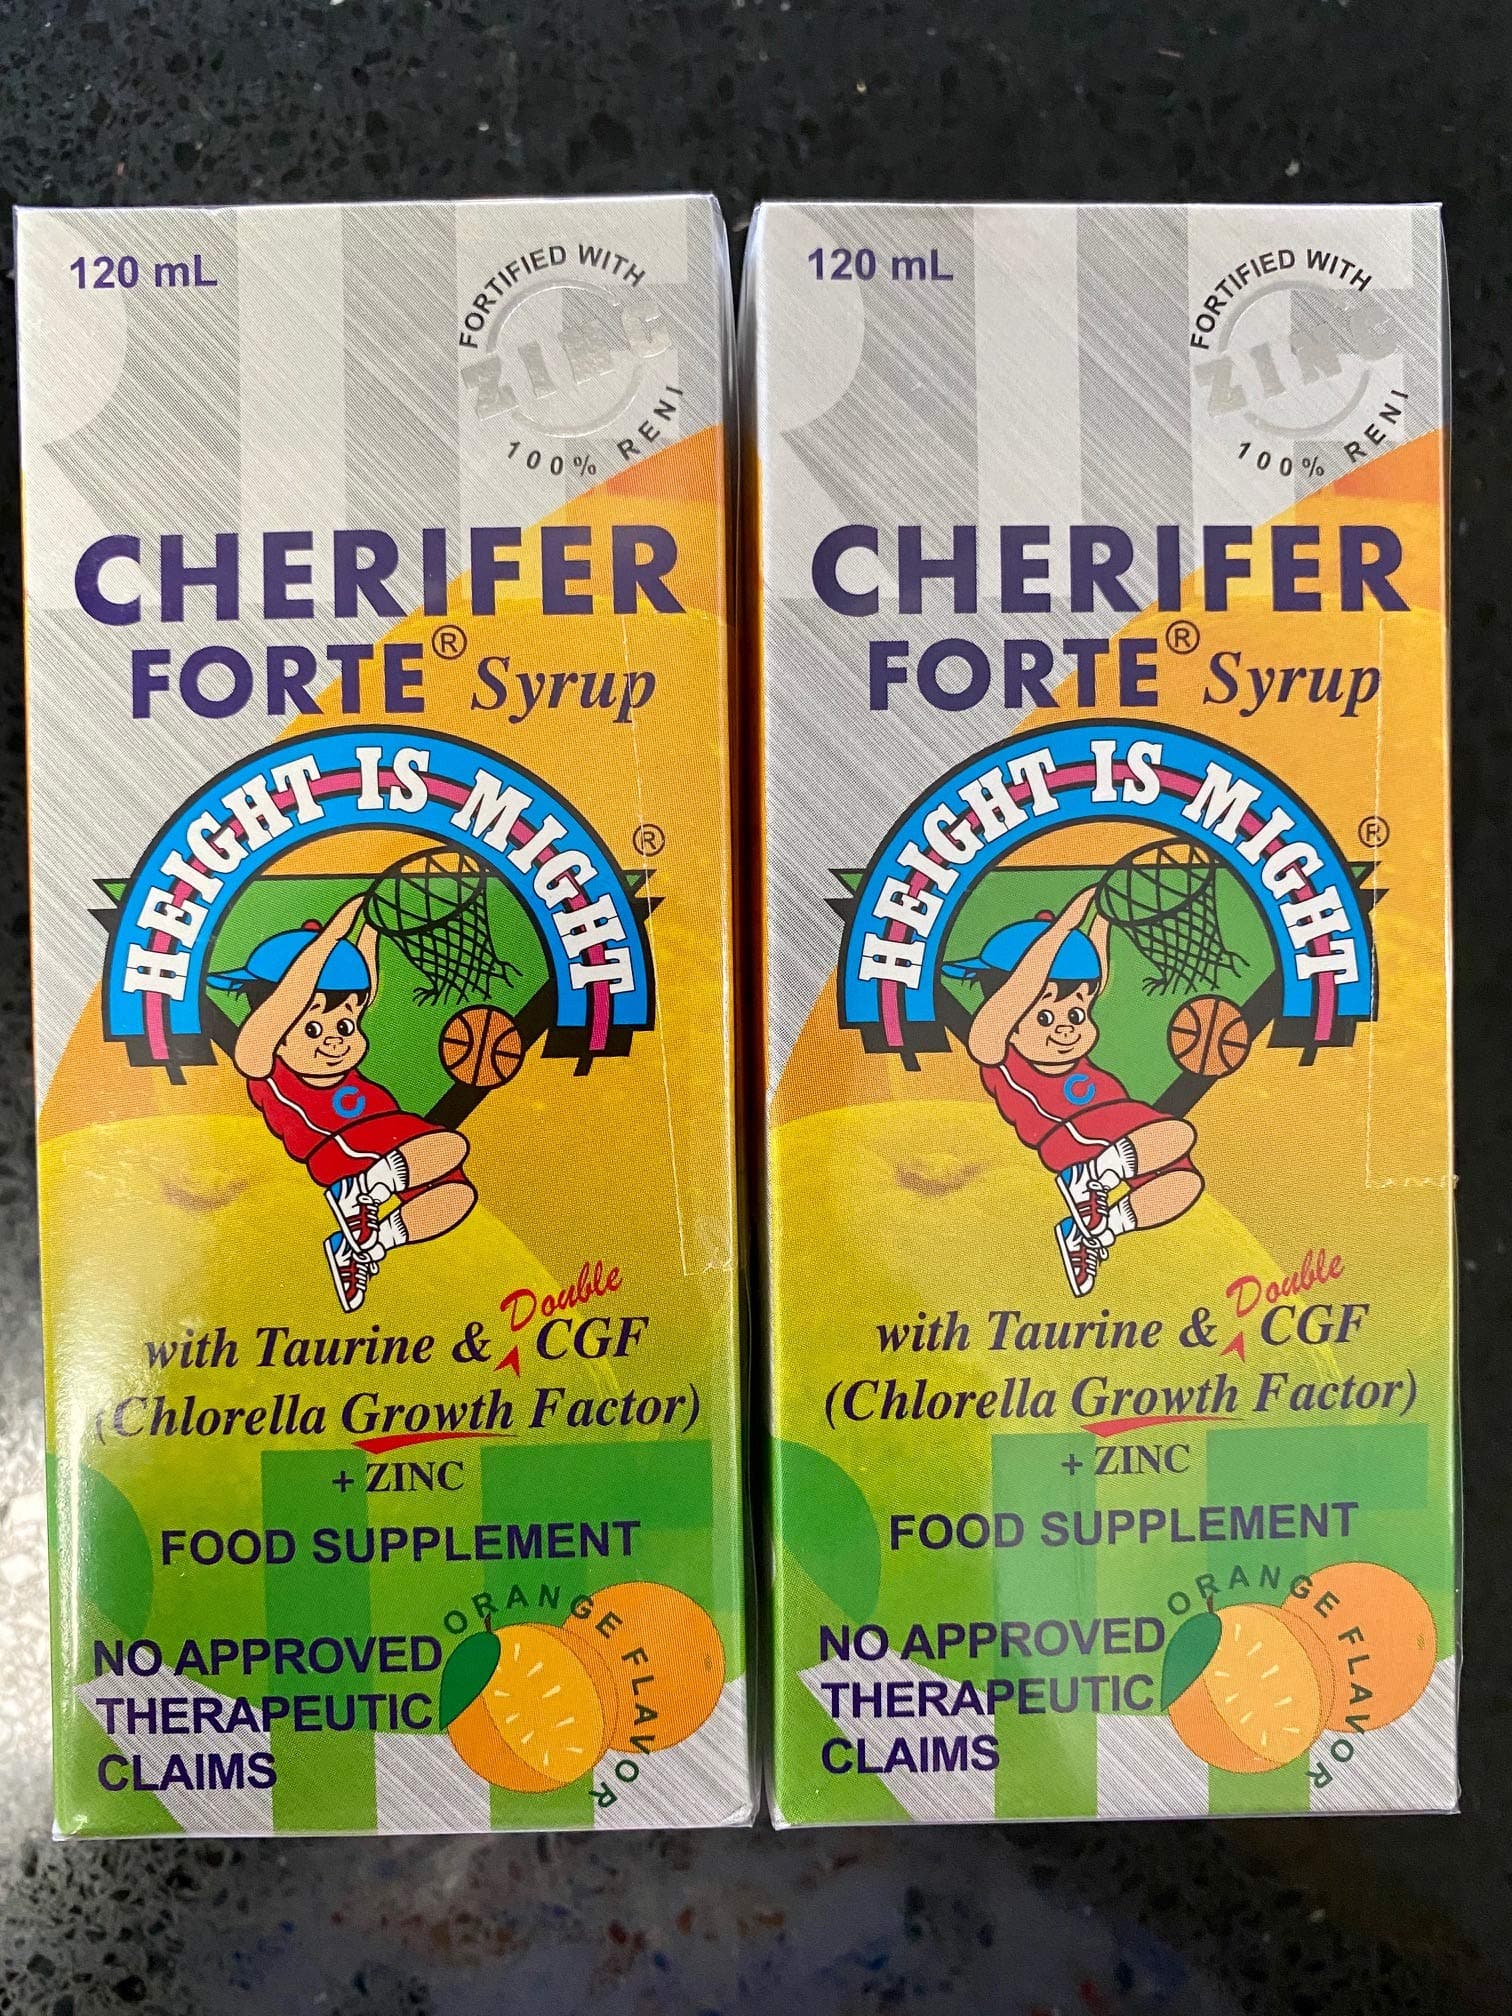 120 mL
FORTIFIED WITH
ZINC
100% RENI
CHERIFER
FORTE® Syrup
HEIGHT IS MIGHT ®
C
Double
with Taurine & CGF
(Chlorella Growth Factor)
+ ZINC
FOOD SUPPLEMENT
ORANGE FLAVOR
NO APPROVED
THERAPEUTIC
CLAIMS
120 mL
FORTIFIED WITH
ZINC
100% RENI
CHERIFER
FORTE® Syrup
HEIGHT IS MIGHT ®
C
Double
with Taurine & CGF
(Chlorella Growth Factor)
+ ZINC
FOOD SUPPLEMENT
ORANGE FLAVOR
NO APPROVED
THERAPEUTIC
CLAIMS